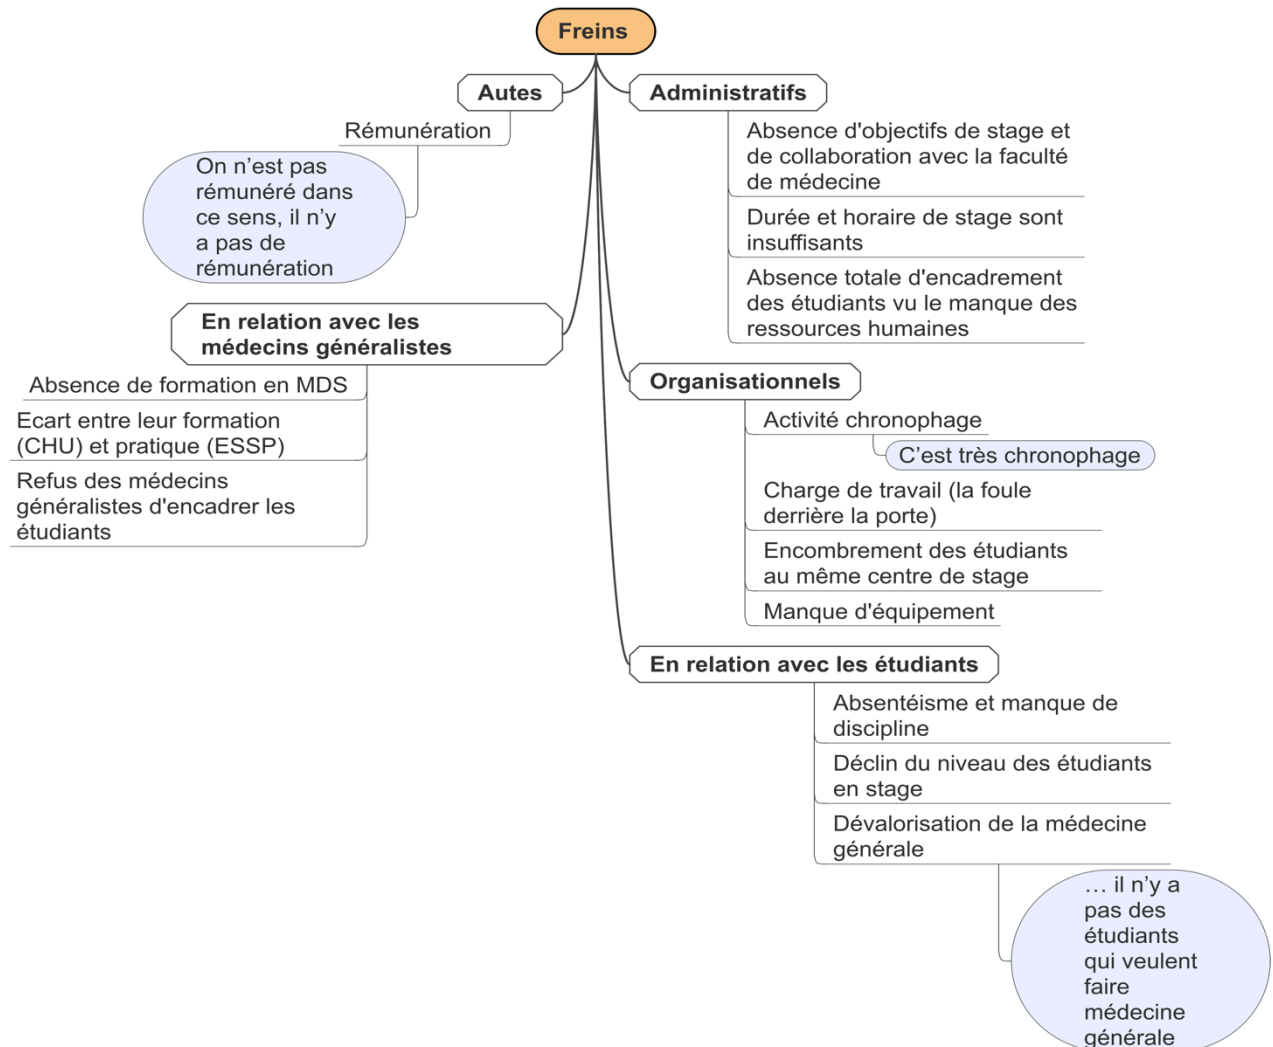 Freins
Autes
Rémunération
On n’est pas
rémunéré dans
ce sens, il n’y
a pas de
rémunération
En relation avec les
médecins généralistes
Absence de formation en MDS
Ecart entre leur formation
(CHU) et pratique (ESSP)
Refus des médecins
généralistes d'encadrer les
étudiants
Administratifs
Absence d'objectifs de stage et
de collaboration avec la faculté
de médecine
Durée et horaire de stage sont
insuffisants
Absence totale d'encadrement
des étudiants vu le manque des
ressources humaines
Organisationnels
Activité chronophage
C’est très chronophage
Charge de travail (la foule
derrière la porte)
Encombrement des étudiants
au même centre de stage
Manque d'équipement
En relation avec les étudiants
Absentéisme et manque de
discipline
Déclin du niveau des étudiants
en stage
Dévalorisation de la médecine
générale
… il n’y a
pas des
étudiants
qui veulent
faire
médecine
générale